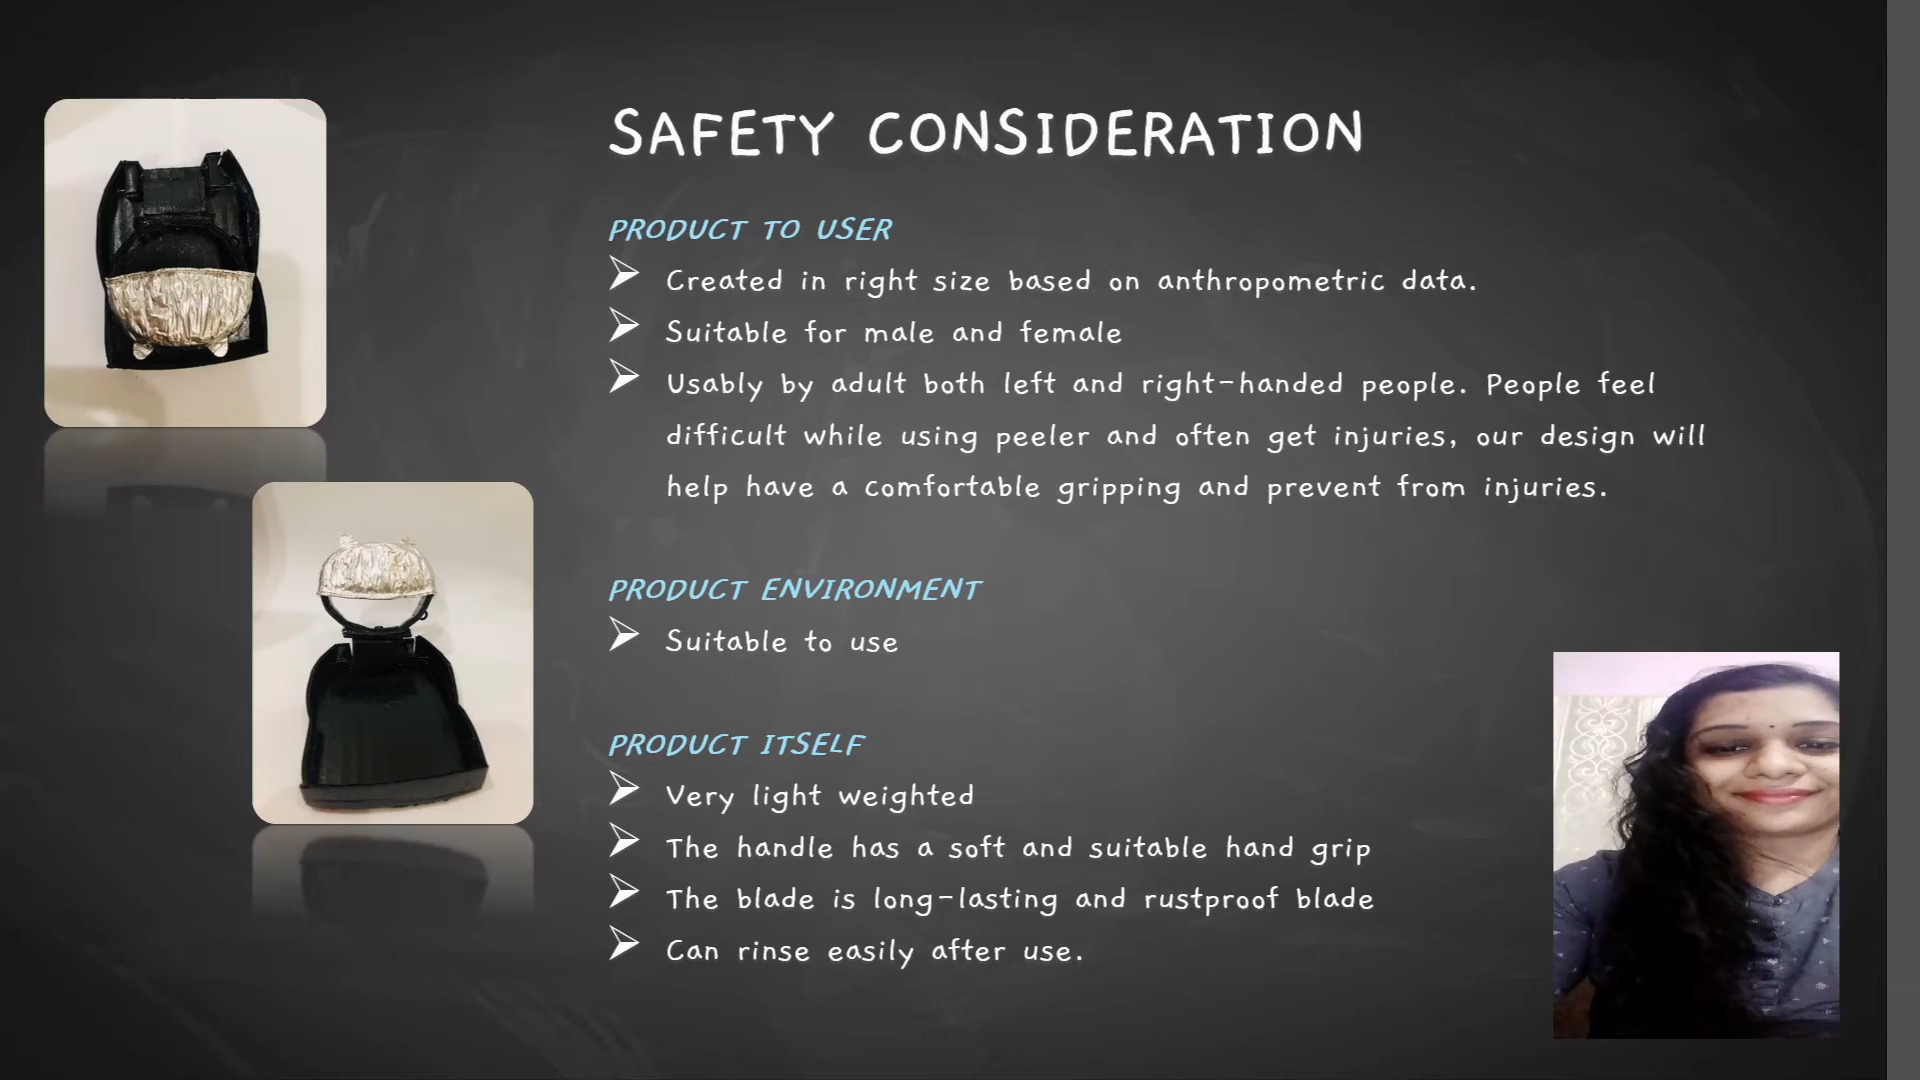 SAFETY CONSIDERATION
PRODUCT TO USER
Created in right size based on anthropometric data.
Suitable for male and female
Usably by adult both left and right-handed people. People feel
difficult while using peeler and often get injuries, our design will
help have a comfortable gripping and prevent from injuries.
PRODUCT ENVIRONMENT
Suitable to use
PRODUCT ITSELF
Very light weighted
The handle has a soft and suitable hand grip
The blade is long-lasting and rustproof blade
Can rinse easily after use.